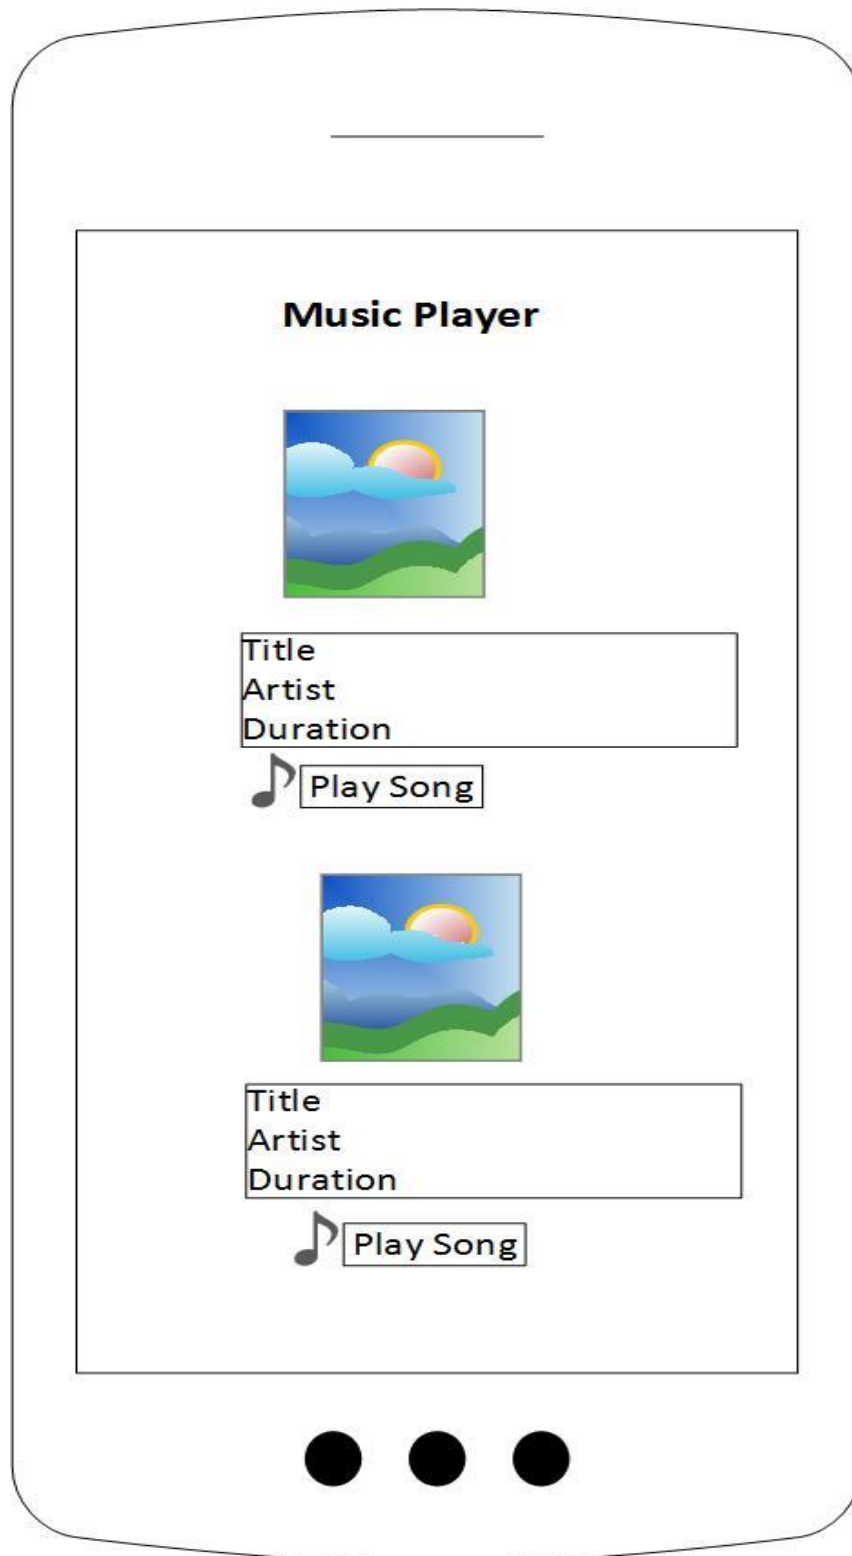 Music Player
Title
Artist
Duration
Play Song
Title
Artist
Duration
Play Song